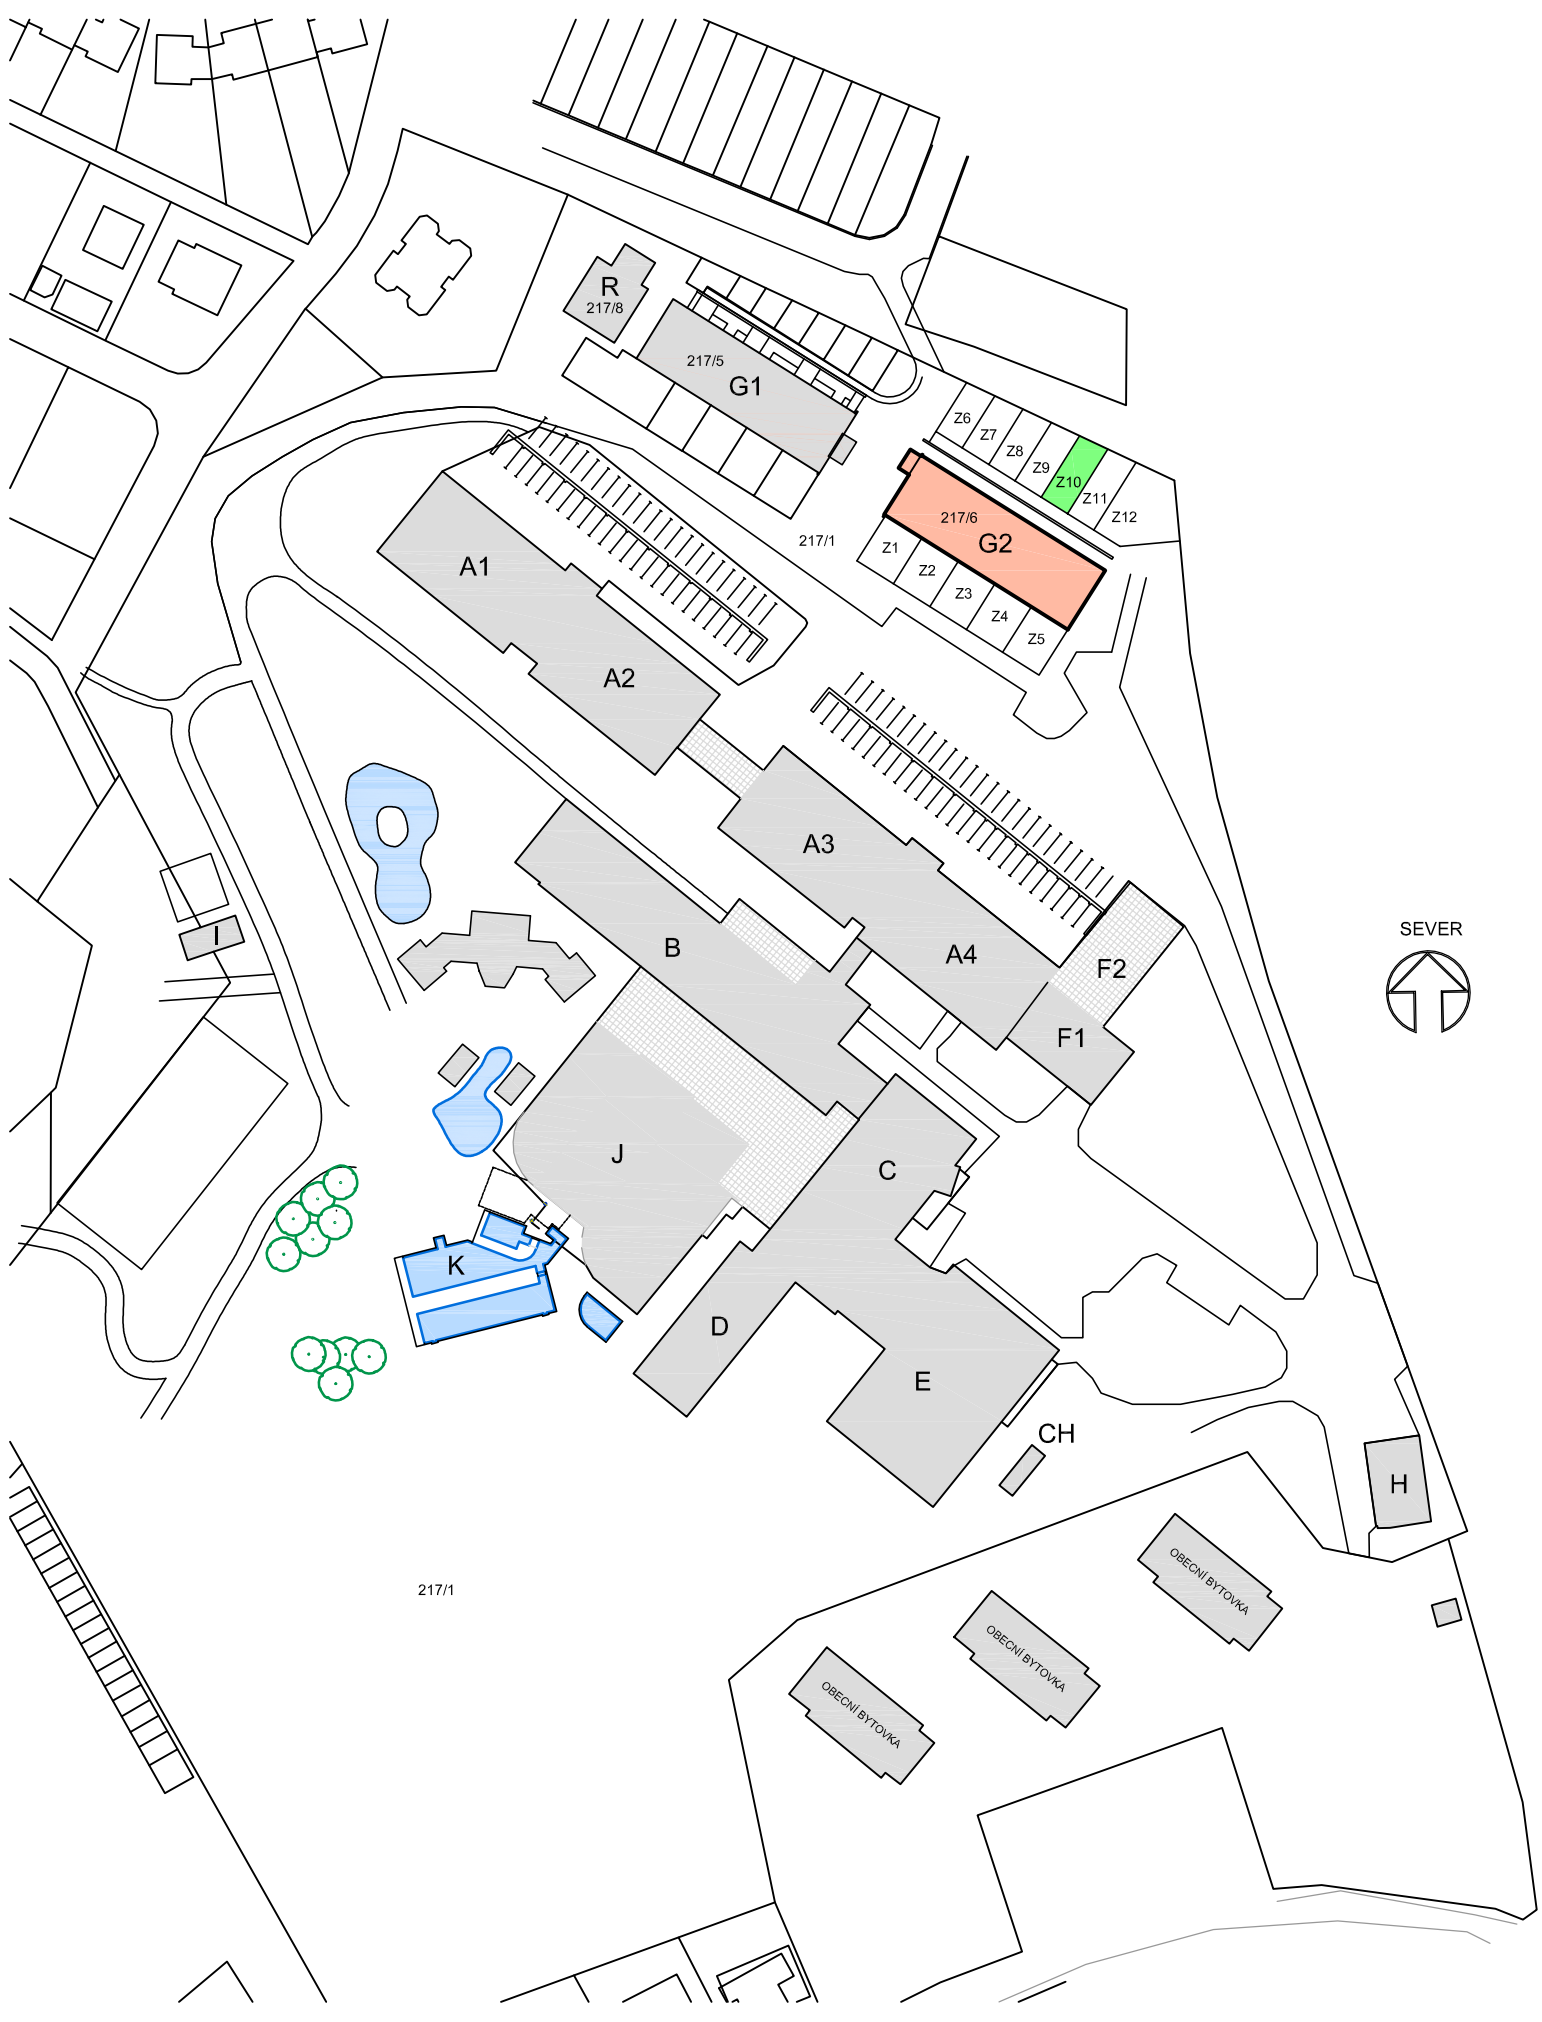 R
217/8
217/5
G1
Z6
Z7
Z8
Z9
Z10
Z11
Z12
217/6
G2
217/1
Z1
Z2
Z3
Z4
Z5
A1
A2
A3
A4
B
F2
F1
SEVER
I
J
C
K
D
E
CH
H
OBECNÍ BYTOVKA
OBECNÍ BYTOVKA
OBECNÍ BYTOVKA
217/1